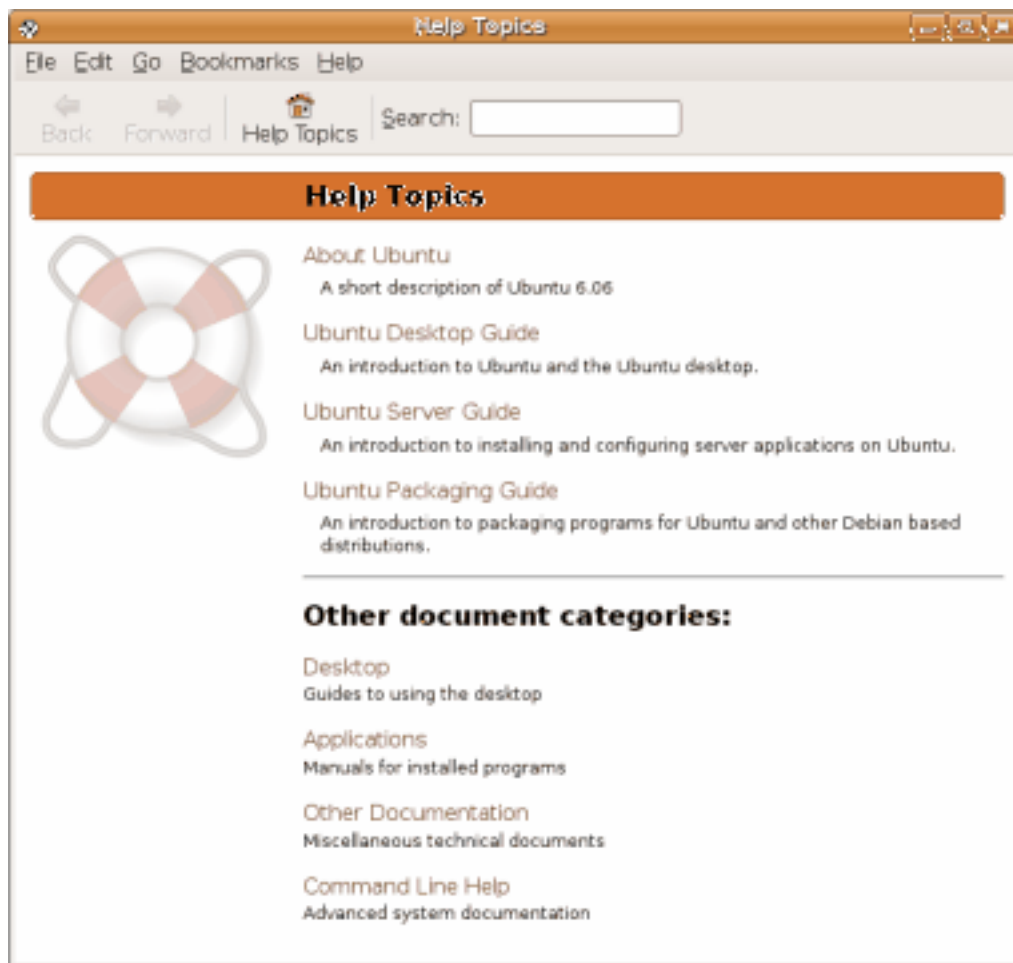 Help Topics
File Edit Go Bookmarks Help
Back Forward Help Topics Search:
Help Topics
About Ubuntu
A short description of Ubuntu 6.06
Ubuntu Desktop Guide
An introduction to Ubuntu and the Ubuntu desktop.
Ubuntu Server Guide
An introduction to installing and configuring server applications on Ubuntu.
Ubuntu Packaging Guide
An introduction to packaging programs for Ubuntu and other Debian based
distributions.
Other document categories:
Desktop
Guides to using the desktop
Applications
Manuals for installed programs
Other Documentation
Miscellaneous technical documents
Command Line Help
Advanced system documentation